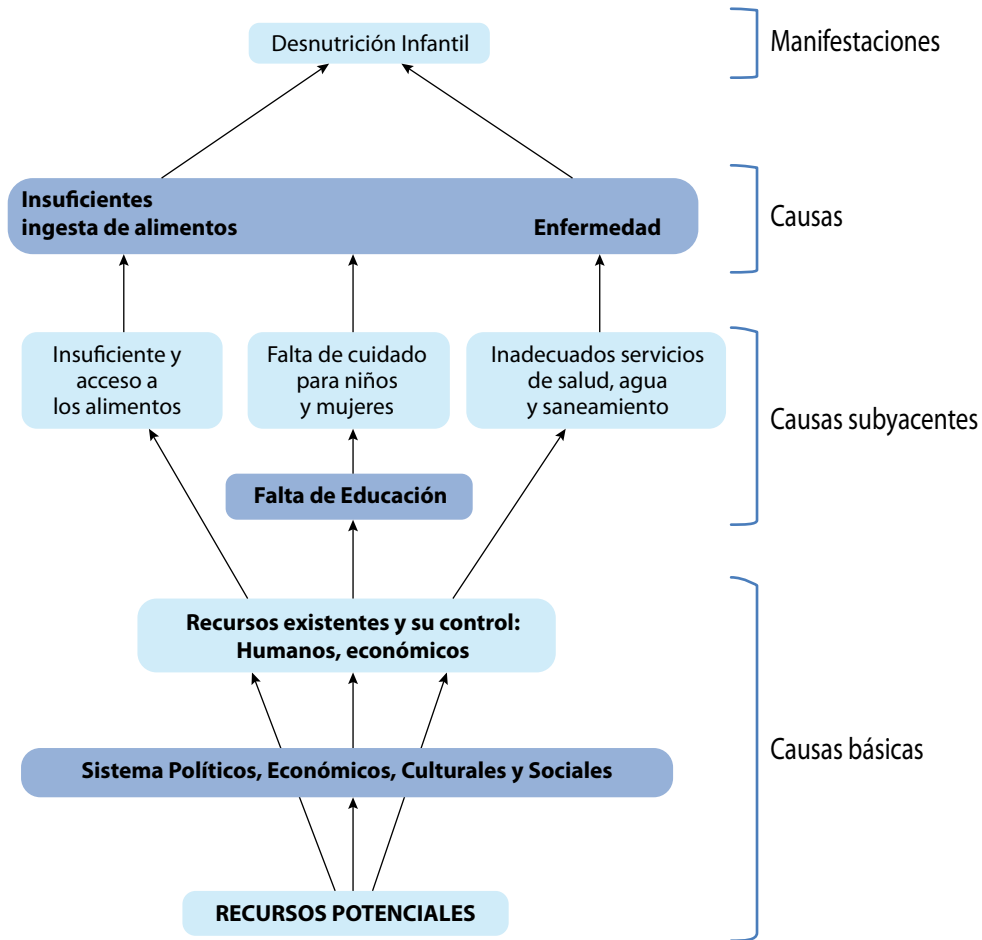 Desnutrición Infantil
Manifestaciones
Insuficientes
ingesta de alimentos
Enfermedad
Causas
Insuficiente y
acceso a
los alimentos
Falta de cuidado
para niños
y mujeres
Inadecuados servicios
de salud, agua
y saneamiento
Causas subyacentes
Falta de Educación
Recursos existentes y su control:
Humanos, económicos
Causas básicas
Sistema Políticos, Económicos, Culturales y Sociales
RECURSOS POTENCIALES